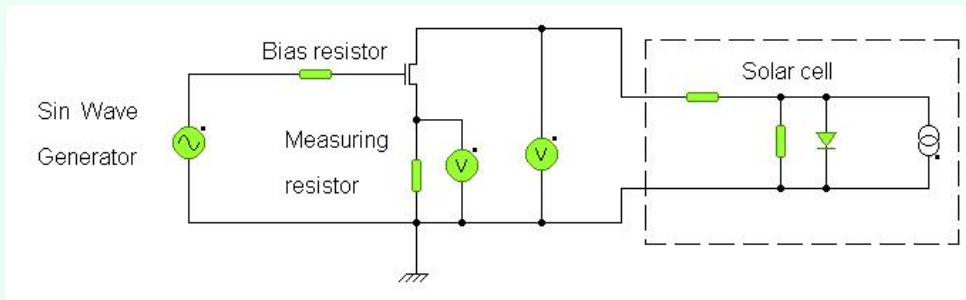 Bias resistor
Solar cell
Sin Wave
Generator
Measuring
resistor
V
V